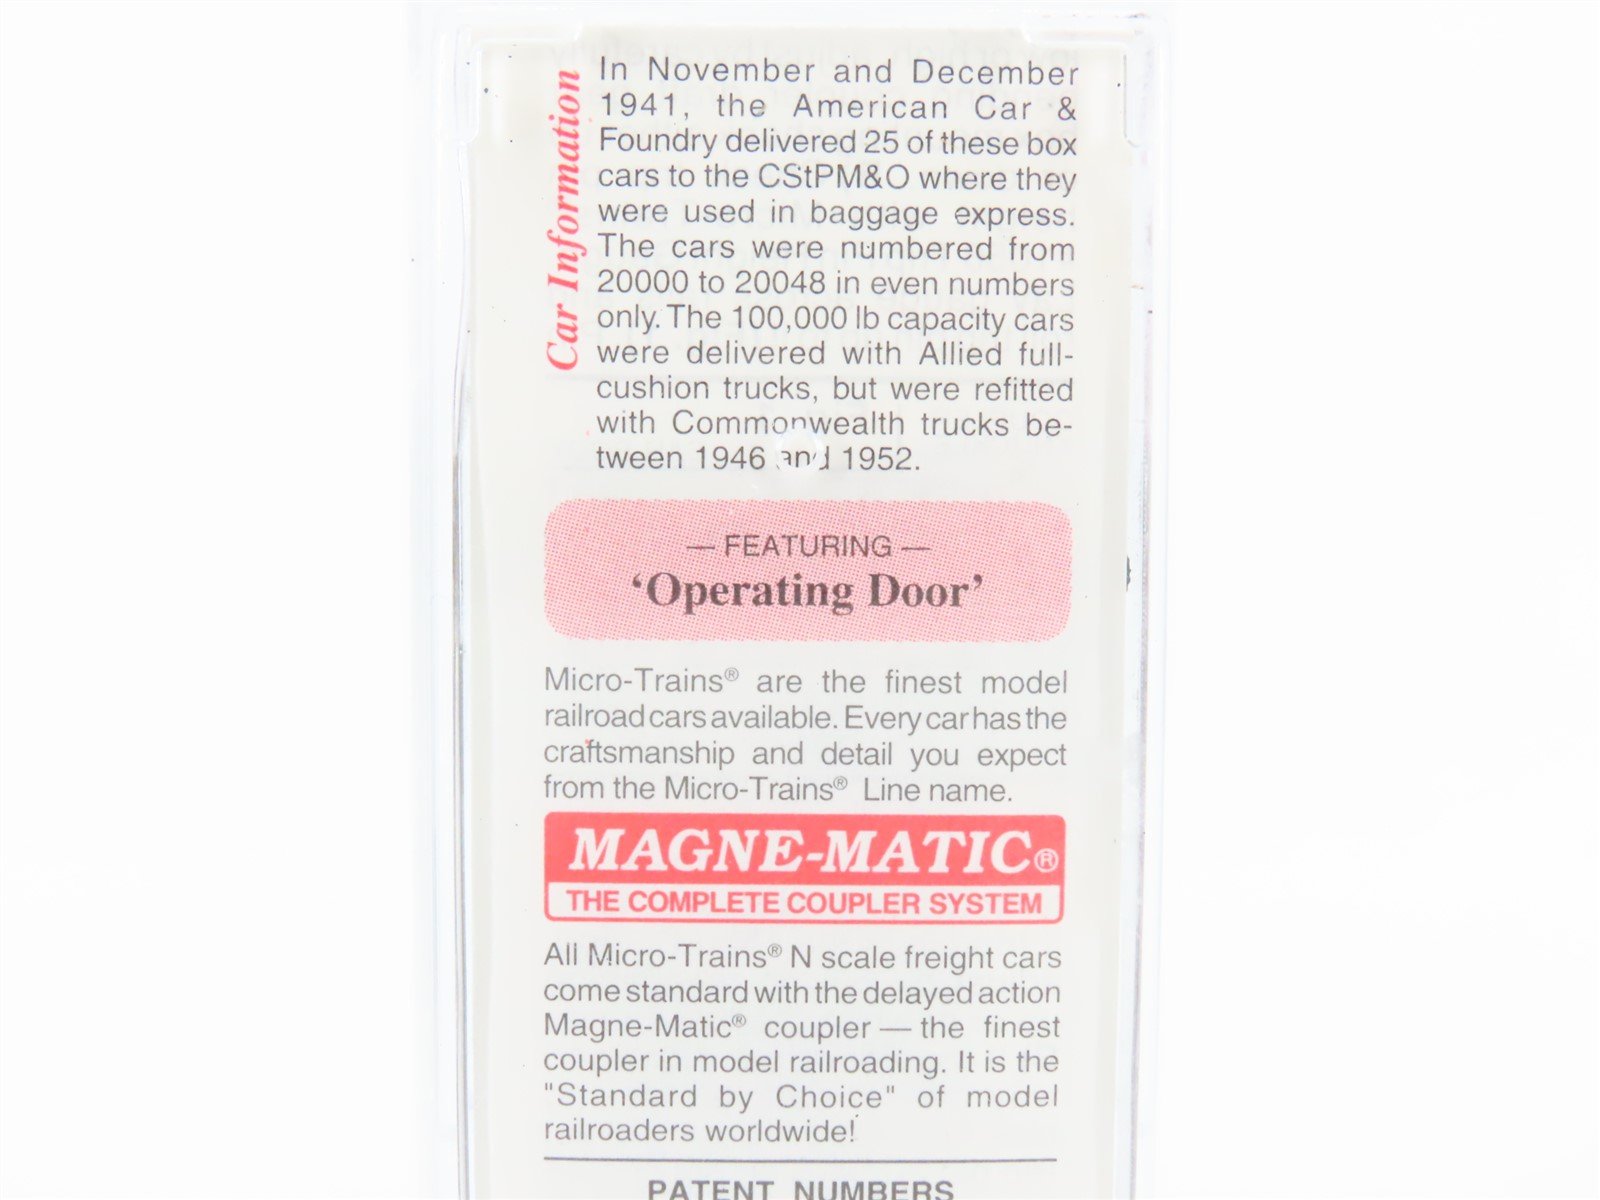 Car Information
In November and December
1941, the American Car &
Foundry delivered 25 of these box
cars to the CStPM&O where they
were used in baggage express.
The cars were numbered from
20000 to 20048 in even numbers
only. The 100,000 lb capacity cars
were delivered with Allied full-
cushion trucks, but were refitted
with Commonwealth trucks be-
tween 1946 and 1952.
— FEATURING —
‘Operating Door’
Micro-Trains® are the finest model
railroad cars available. Every car has the
craftsmanship and detail you expect
from the Micro-Trains® Line name.
MAGNE-MATIC®
THE COMPLETE COUPLER SYSTEM
All Micro-Trains® N scale freight cars
come standard with the delayed action
Magne-Matic® coupler — the finest
coupler in model railroading. It is the
"Standard by Choice" of model
railroaders worldwide!
PATENT NUMBERS